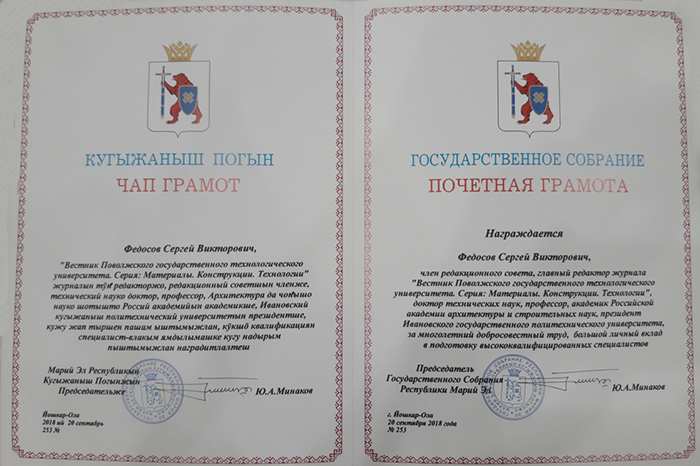 КУГЫЖАНЫШ ПОГЫН
ЧАП ГРАМОТ
Федосов Сергей Викторович,
"Вестник Поволжского государственного технологического
университета. Серия: Материалы. Конструкции. Технологии"
журналын тӱҥ редакторжо, редакционный советшын членже,
технический науко доктор, профессор, Архитектура да чоҥышо
науко шотышто Россий академийын академикше, Ивановский
кугыжаныш политехнический университетын президентше,
кужу жап тыршен пашам ыштымыжлан, кӱкшӧ квалификациян
специалист-влакым ямдылымашке кугу надырым
пыштымыжлан наградитлалтеш
Марий Эл Республикын
Кугыжаныш Погынжын
Председательже
Ю.А.Минаков
Йошкар-Ола
2018 ий 20 сентябрь
253 №
ГОСУДАРСТВЕННОЕ СОБРАНИЕ
ПОЧЕТНАЯ ГРАМОТА
Награждается
Федосов Сергей Викторович,
член редакционного совета, главный редактор журнала
"Вестник Поволжского государственного технологического
университета. Серия: Материалы. Конструкции. Технологии",
доктор технических наук, профессор, академик Российской
академии архитектуры и строительных наук, президент
Ивановского государственного политехнического университета,
за многолетний добросовестный труд, большой личный вклад
в подготовку высококвалифицированных специалистов
Председатель
Государственного Собрания
Республики Марий Эл
Ю.А.Минаков
г. Йошкар-Ола
20 сентября 2018 года
№ 253